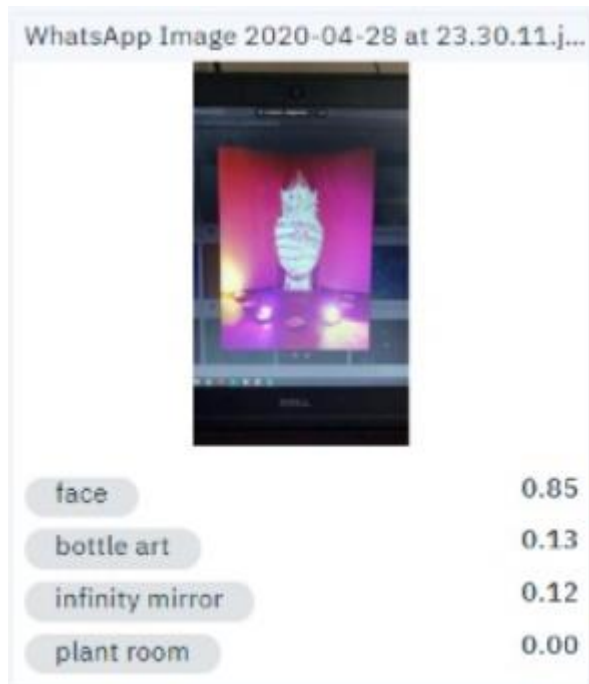 WhatsApp Image 2020-04-28 at 23.30.11.j...
DELL
face 0.85
bottle art 0.13
infinity mirror 0.12
plant room 0.00